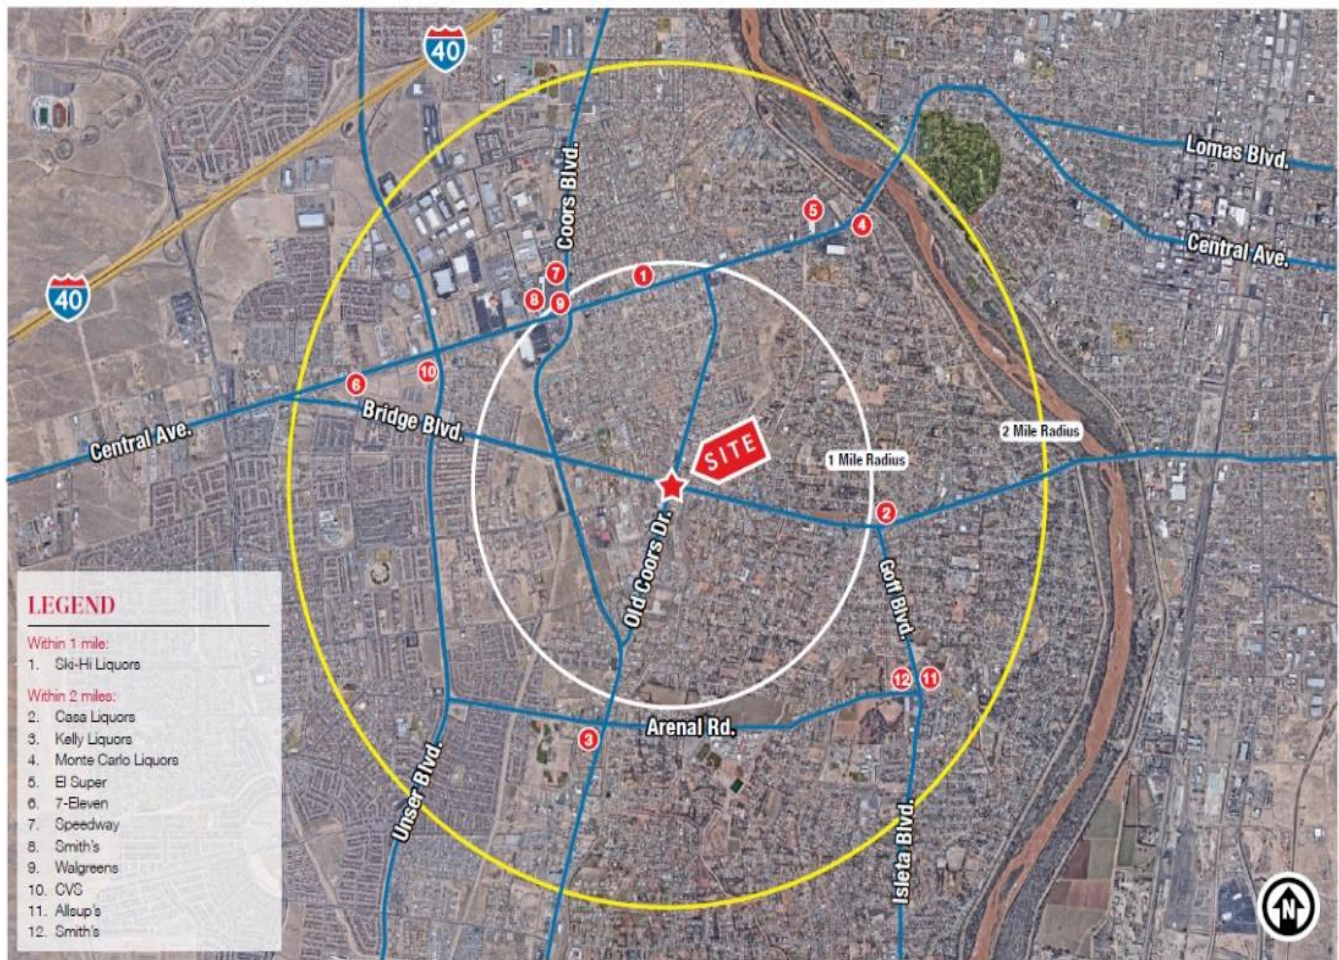 40
Coors Blvd.
Lomas Blvd.
5
4
Central Ave.
7
1
40
8
9
10
6
Bridge Blvd.
Central Ave.
SITE
2 Mile Radius
1 Mile Radius
2
Old Coors Dr.
Goff Blvd.
12
11
Arenal Rd.
3
Unser Blvd.
Isleta Blvd.
N
LEGEND
Within 1 mile:
1. Ski-Hi Liquors
Within 2 miles:
2. Casa Liquors
3. Kelly Liquors
4. Monte Carlo Liquors
5. El Super
6. 7-Eleven
7. Speedway
8. Smith's
9. Walgreens
10. CVS
11. Allsup's
12. Smith's